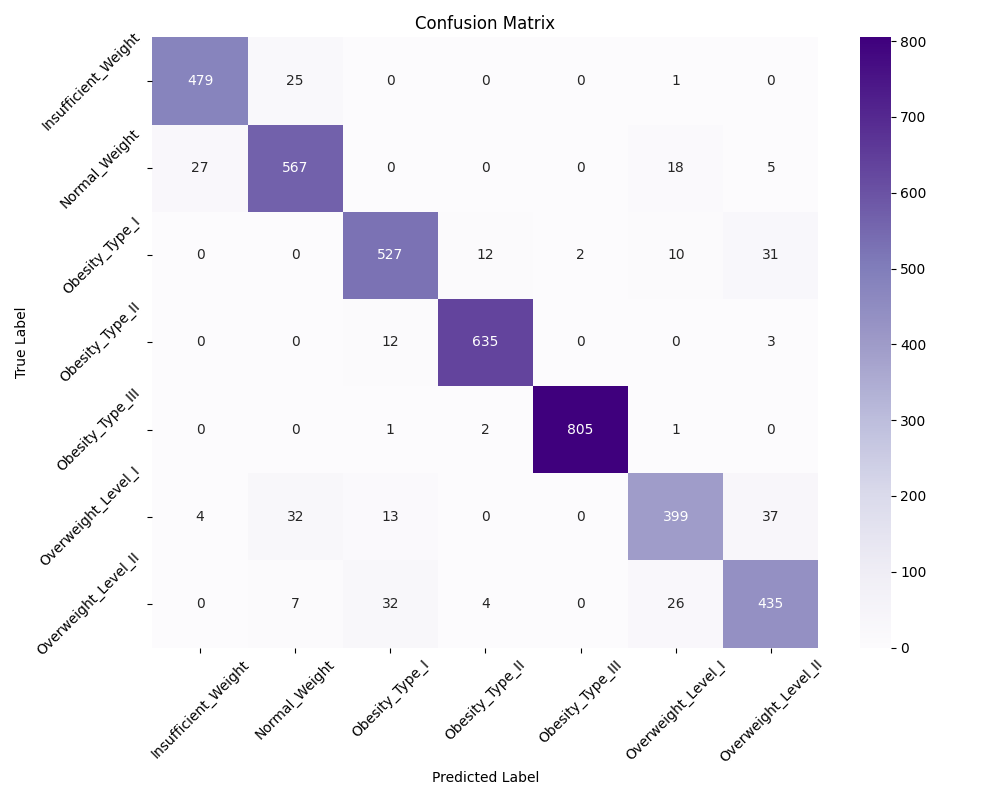 Confusion Matrix
True Label
Insufficient_Weight 479 25 0 0 0 1 0
Normal_Weight 27 567 0 0 0 18 5
Obesity_Type_I 0 0 527 12 2 10 31
Obesity_Type_II 0 0 12 635 0 0 3
Obesity_Type_III 0 0 1 2 805 1 0
Overweight_Level_I 4 32 13 0 0 399 37
Overweight_Level_II 0 7 32 4 0 26 435
Insufficient_Weight Normal_Weight Obesity_Type_I Obesity_Type_II Obesity_Type_III Overweight_Level_I Overweight_Level_II
Predicted Label
800
700
600
500
400
300
200
100
0